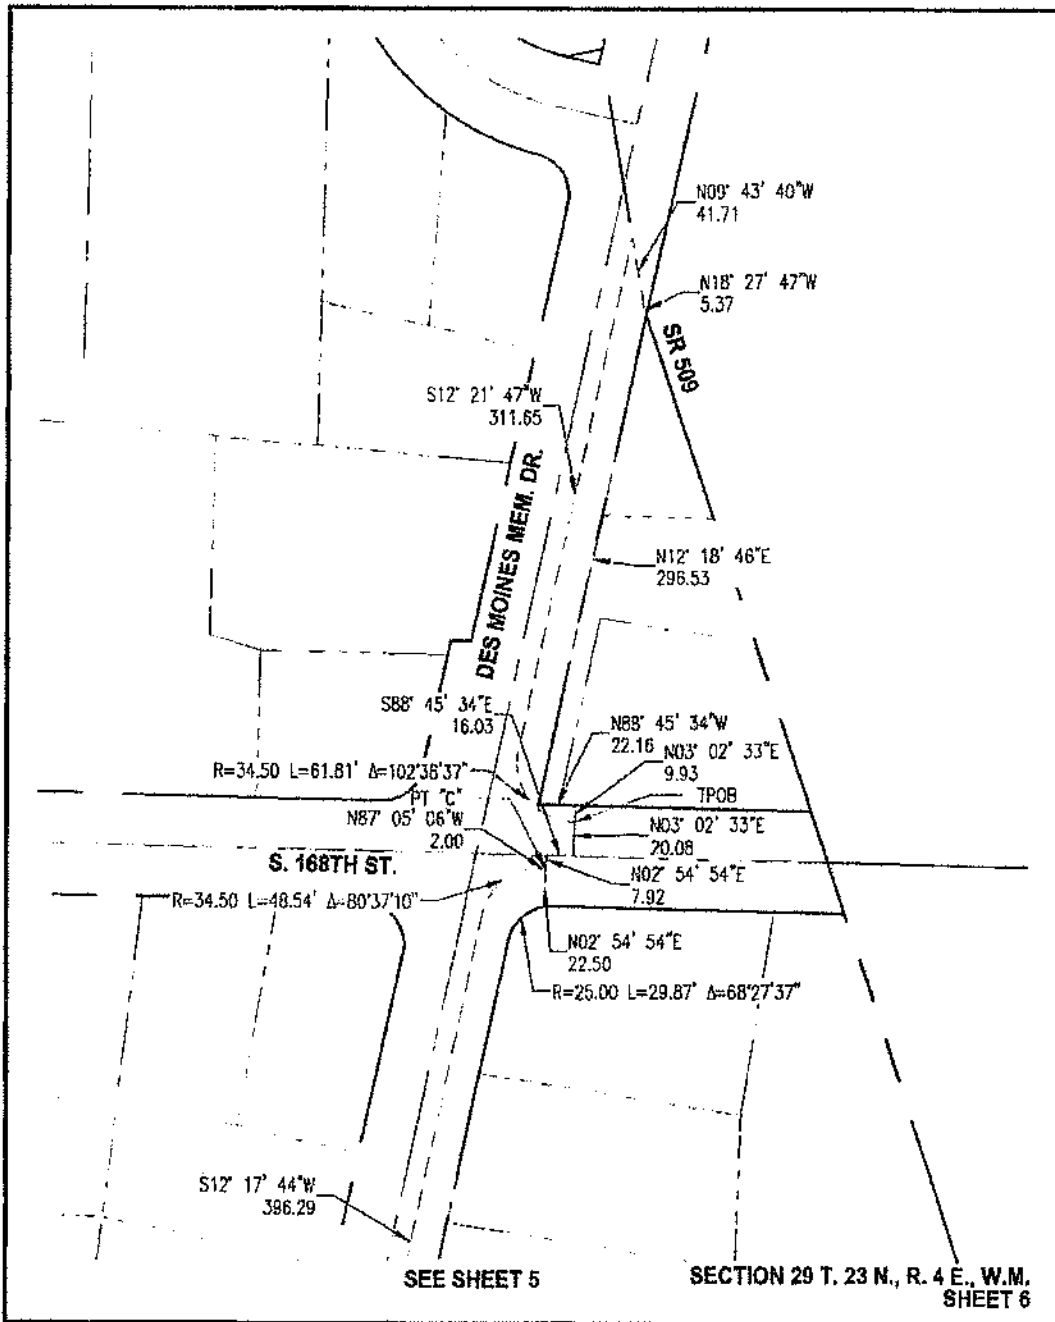 N09° 43' 40"W
41.71
N18° 27' 47"W
5.37
SR 509
S12° 21' 47"W
311.65
DES MOINES MEM. DR.
N12° 18' 46"E
296.53
S88° 45' 34"E
16.03
N88° 45' 34"W
22.16
N03° 02' 33"E
9.93
R=34.50 L=61.81' Δ=102°38'37"
TPOB
PT "C"
N87° 05' 06"W
2.00
N03° 02' 33"E
20.08
S. 168TH ST.
N02° 54' 54"E
7.92
R=34.50 L=48.54' Δ=80°37'10"
N02° 54' 54"E
22.50
R=25.00 L=29.87' Δ=68°27'37"
S12° 17' 44"W
396.29
SEE SHEET 5
SECTION 29 T. 23 N., R. 4 E., W.M.
SHEET 6